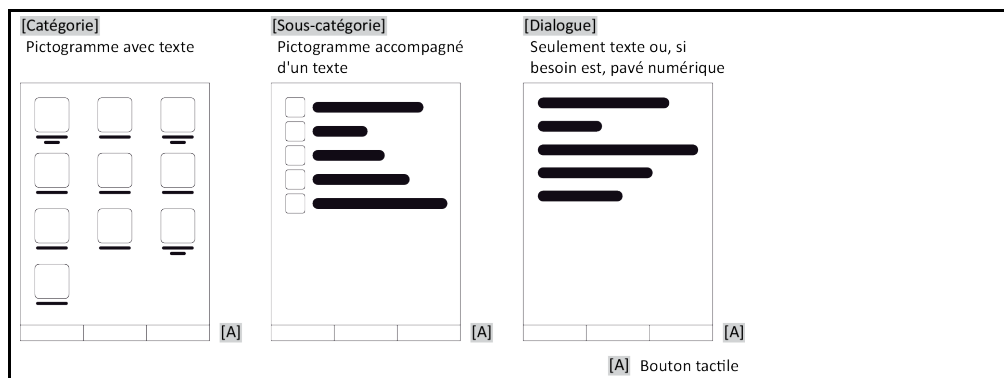 [Catégorie]
Pictogramme avec texte
[Sous-catégorie]
Pictogramme accompagné
d'un texte
[Dialogue]
Seulement texte ou, si
besoin est, pavé numérique
[A]
[A]
[A]
[A] Bouton tactile